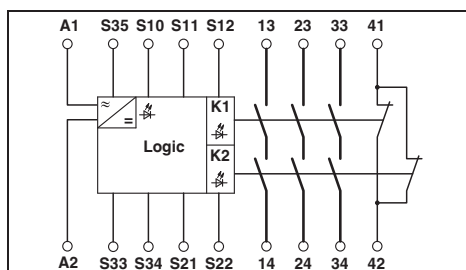 A1 S35 S10 S11 S12 13 23 33 41
≈
=
K1
Logic
K2
A2 S33 S34 S21 S22 14 24 34 42